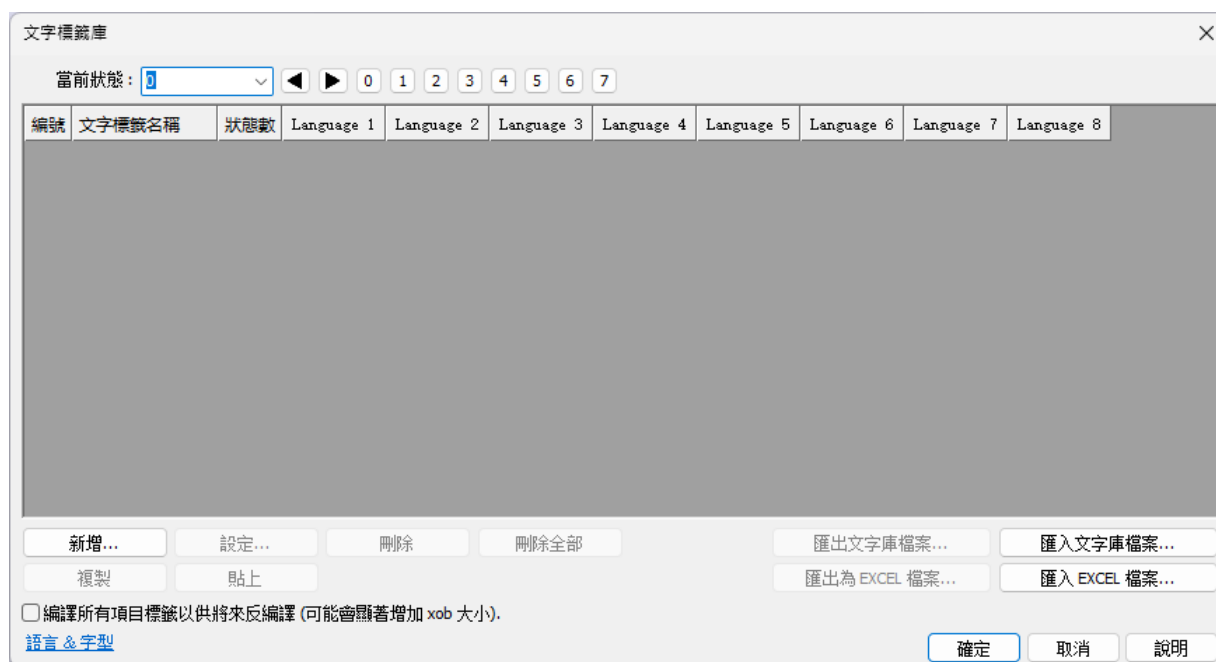 文字標籤庫
當前狀態 : 0 0 1 2 3 4 5 6 7
編號 文字標籤名稱 狀態數 Language 1 Language 2 Language 3 Language 4 Language 5 Language 6 Language 7 Language 8
新增... 設定... 刪除 刪除全部 匯出文字庫檔案... 匯入文字庫檔案...
複製 貼上 匯出為 EXCEL 檔案... 匯入 EXCEL 檔案...
編譯所有項目標籤以供將來反編譯 (可能會顯著增加 xob 大小).
語言 & 字型 確定 取消 說明